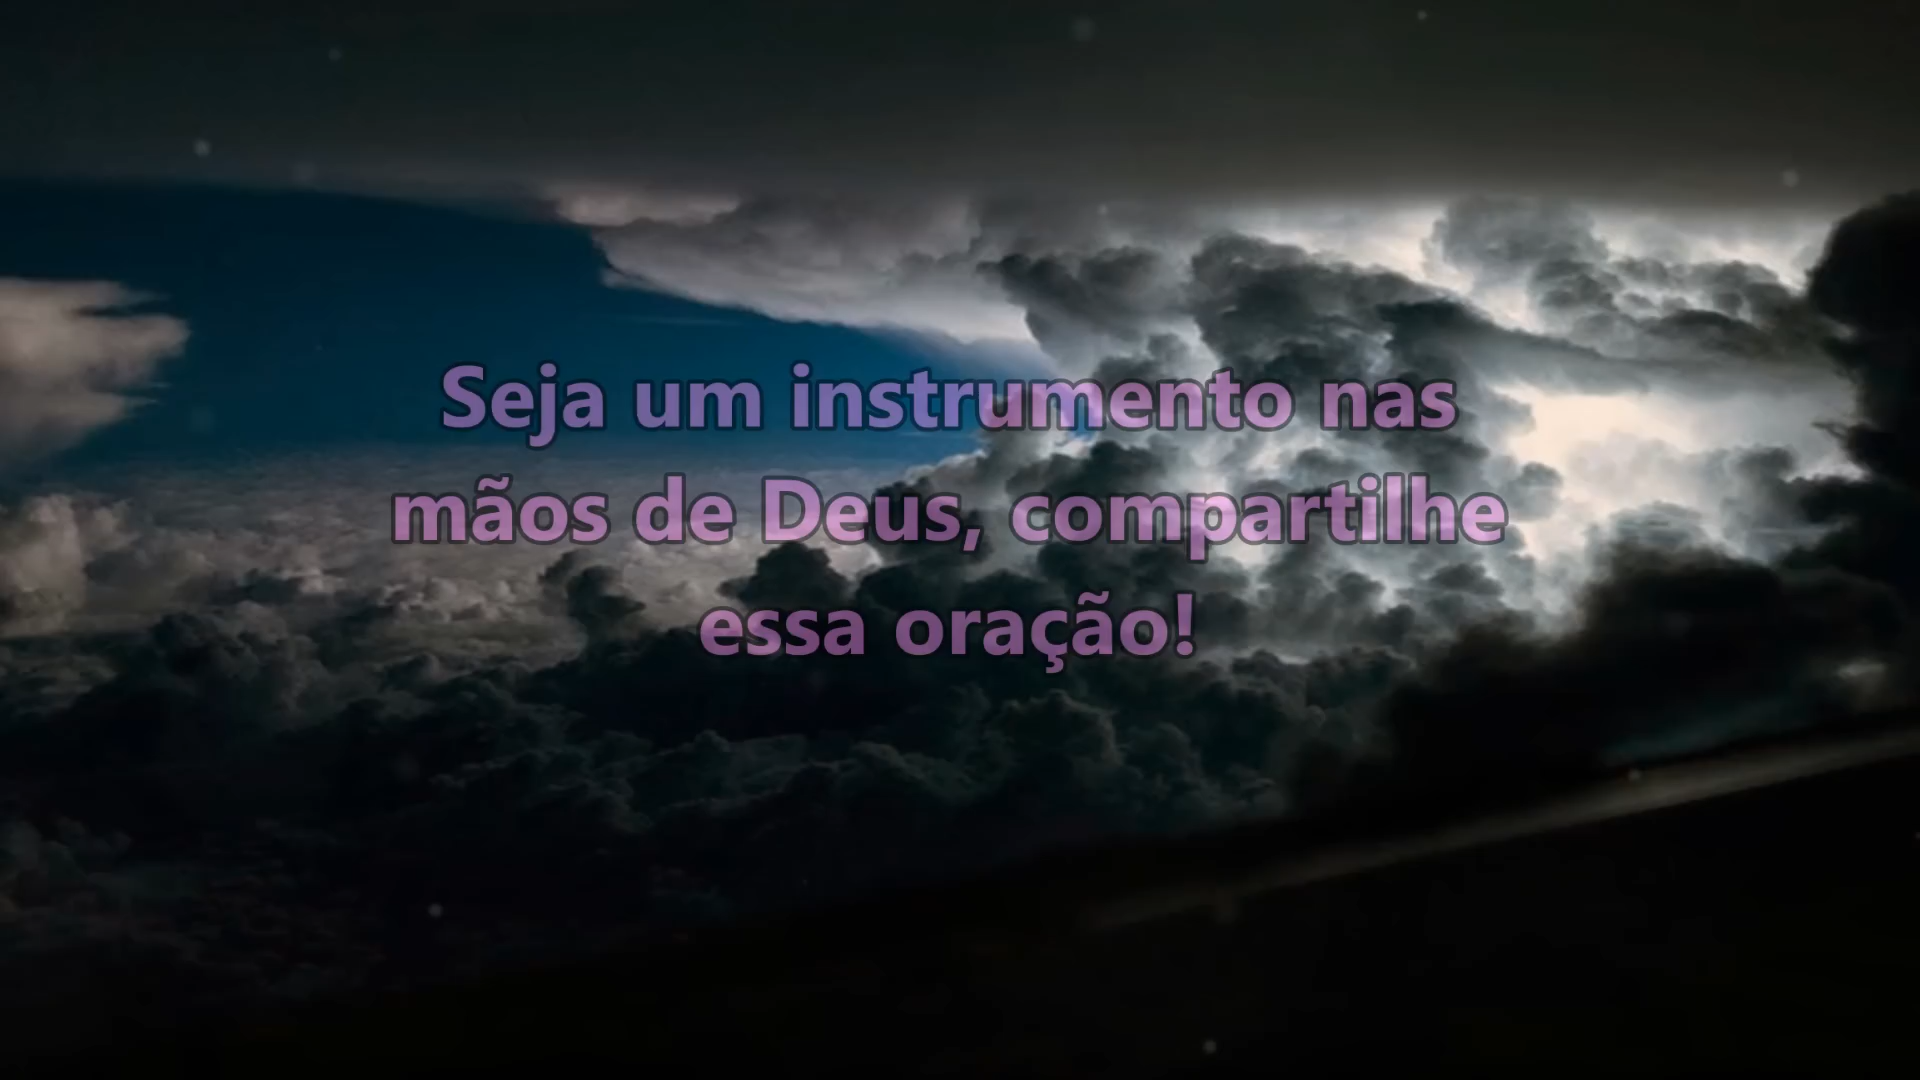 Seja um instrumento nas
mãos de Deus, compartilhe
essa oração!